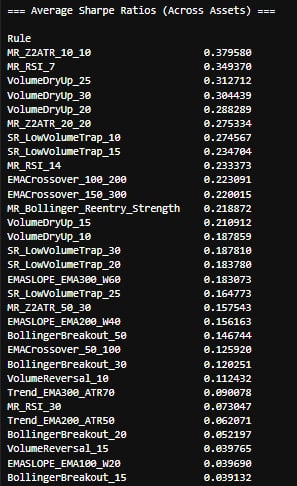 === Average Sharpe Ratios (Across Assets) ===
Rule
MR_Z2ATR_10_10 0.379580
MR_RSI_7 0.349370
VolumeDryUp_25 0.312712
VolumeDryUp_30 0.304439
VolumeDryUp_20 0.288289
MR_Z2ATR_20_20 0.275334
SR_LowVolumeTrap_10 0.274567
SR_LowVolumeTrap_15 0.234704
MR_RSI_14 0.233373
EMACrossover_100_200 0.223091
EMACrossover_150_300 0.220015
MR_Bollinger_Reentry_Strength 0.218872
VolumeDryUp_15 0.210912
VolumeDryUp_10 0.187859
SR_LowVolumeTrap_30 0.187810
SR_LowVolumeTrap_20 0.183780
EMASLOPE_EMA300_W60 0.183073
SR_LowVolumeTrap_25 0.164773
MR_Z2ATR_50_30 0.157543
EMASLOPE_EMA200_W40 0.156163
BollingerBreakout_50 0.146744
EMACrossover_50_100 0.125920
BollingerBreakout_30 0.120251
VolumeReversal_10 0.112432
Trend_EMA300_ATR70 0.090078
MR_RSI_30 0.073047
Trend_EMA200_ATR50 0.062071
BollingerBreakout_20 0.052197
VolumeReversal_15 0.039765
EMASLOPE_EMA100_W20 0.039690
BollingerBreakout_15 0.039132